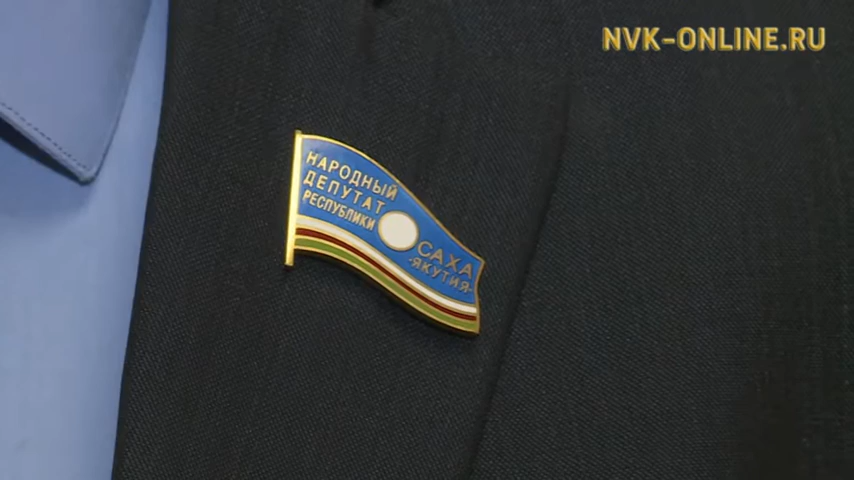 NVK-ONLINE.RU
НАРОДНЫЙ
ДЕПУТАТ
РЕСПУБЛИКИ
САХА
-ЯКУТИЯ-